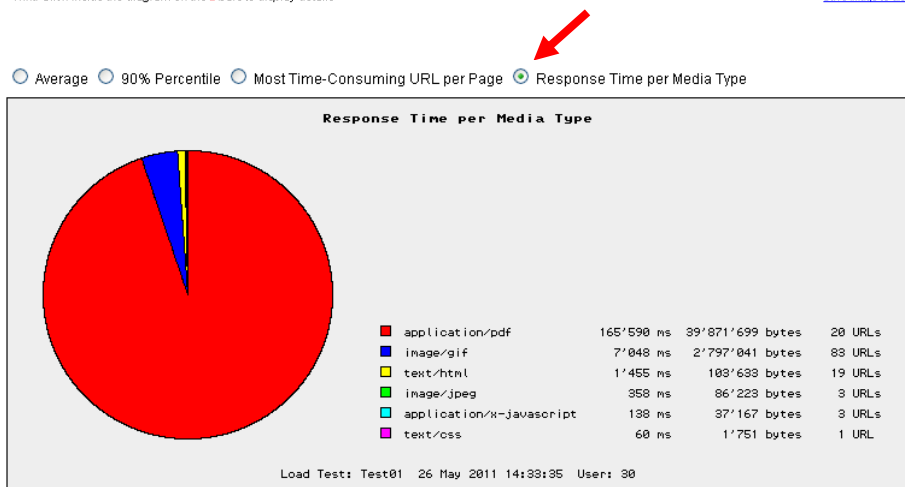 Average 90% Percentile Most Time-Consuming URL per Page Response Time per Media Type
Response Time per Media Type
application/pdf 165'590 ms 39'871'699 bytes 20 URLs
image/gif 7'048 ms 2'797'041 bytes 83 URLs
text/html 1'455 ms 103'633 bytes 19 URLs
image/jpeg 358 ms 86'223 bytes 3 URLs
application/x-javascript 138 ms 37'167 bytes 3 URLs
text/css 60 ms 1'751 bytes 1 URL
Load Test: Test01 26 May 2011 14:33:35 User: 30